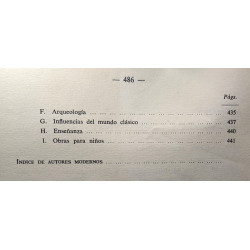 — 486 —
Págs.
F. Arqueología 435
G. Influencias del mundo clásico 437
H. Enseñanza 440
I. Obras para niños 441
ÍNDICE DE AUTORES MODERNOS